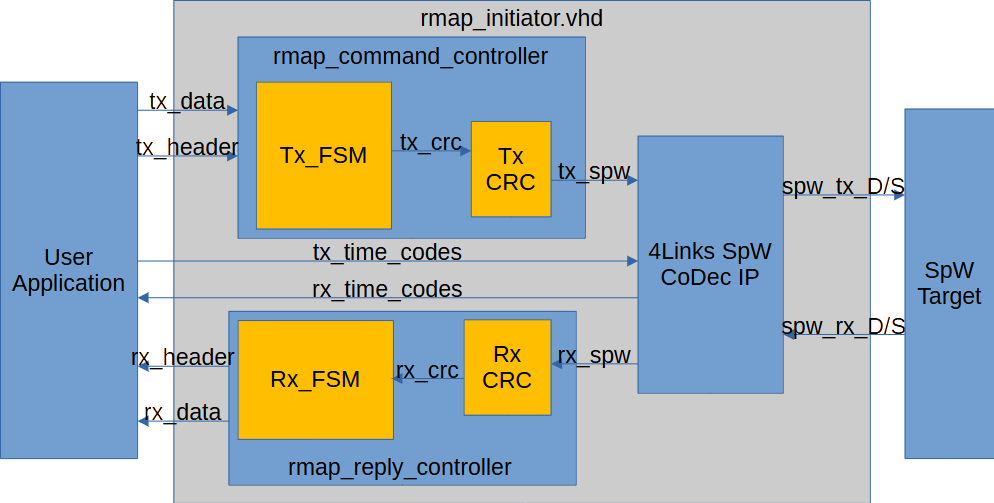 rmap_initiator.vhd
rmap_command_controller
tx_data
tx_header
Tx_FSM
tx_crc
Tx
CRC
tx_spw
spw_tx_D/S
User
Application
tx_time_codes
rx_time_codes
4Links SpW
CoDec IP
SpW
Target
spw_rx_D/S
rx_header
rx_data
Rx_FSM
rx_crc
Rx
CRC
rx_spw
rmap_reply_controller